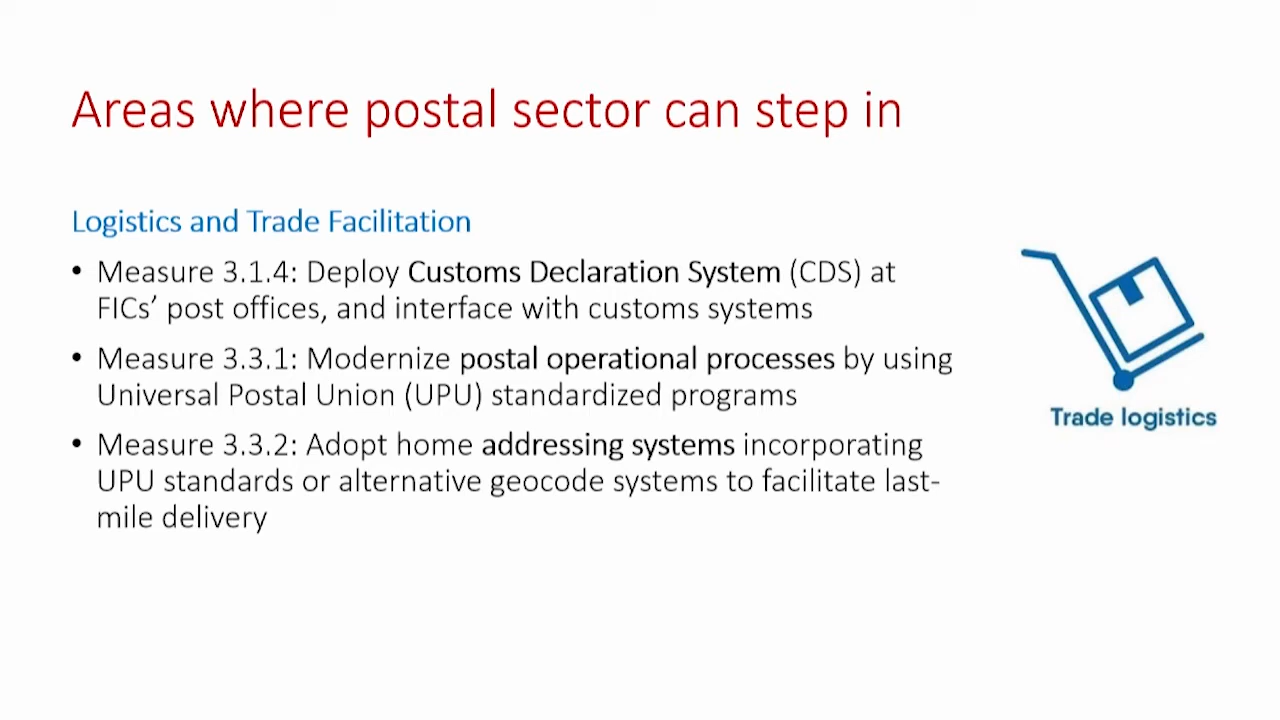 Areas where postal sector can step in
Logistics and Trade Facilitation
• Measure 3.1.4: Deploy Customs Declaration System (CDS) at
FICs’ post offices, and interface with customs systems
• Measure 3.3.1: Modernize postal operational processes by using
Universal Postal Union (UPU) standardized programs
• Measure 3.3.2: Adopt home addressing systems incorporating
UPU standards or alternative geocode systems to facilitate last-
mile delivery
Trade logistics